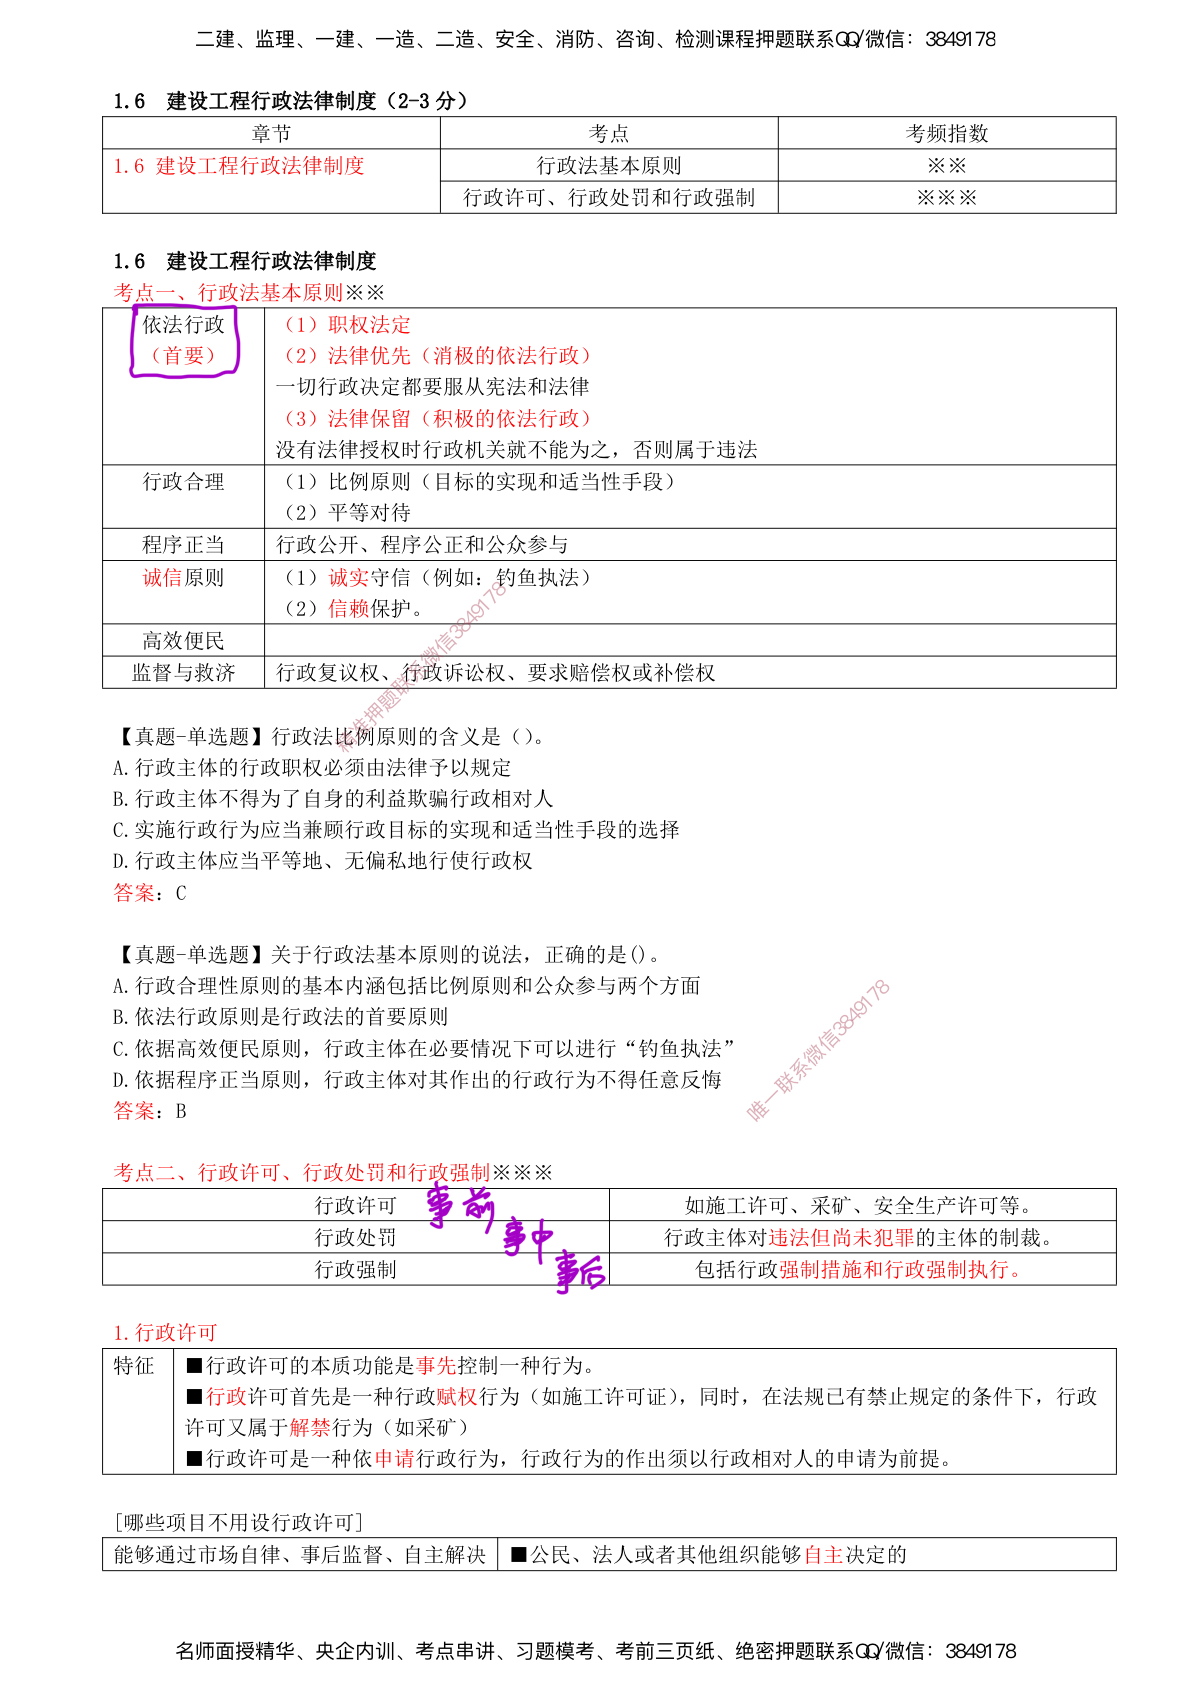 二建、监理、一建、一造、二造、安全、消防、咨询、检测课程押题联系QQ/微信：3849178
1.6 建设工程行政法律制度（2-3 分）
章节 考点 考频指数
1.6 建设工程行政法律制度 行政法基本原则 ※※
行政许可、行政处罚和行政强制 ※※※
1.6 建设工程行政法律制度
考点一、行政法基本原则※※
依法行政 （1）职权法定
（首要） （2）法律优先（消极的依法行政）
一切行政决定都要服从宪法和法律
（3）法律保留（积极的依法行政）
没有法律授权时行政机关就不能为之，否则属于违法
行政合理 （1）比例原则（目标的实现和适当性手段）
（2）平等对待
程序正当 行政公开、程序公正和公众参与
诚信原则 （1）诚实守信（例如：钓鱼执法）
（2）信赖保护。
高效便民
监督与救济 行政复议权、行政诉讼权、要求赔偿权或补偿权
精准押题联系微信3849178
【真题-单选题】行政法比例原则的含义是（）。
A.行政主体的行政职权必须由法律予以规定
B.行政主体不得为了自身的利益欺骗行政相对人
C.实施行政行为应当兼顾行政目标的实现和适当性手段的选择
D.行政主体应当平等地、无偏私地行使行政权
答案：C
【真题-单选题】关于行政法基本原则的说法，正确的是()。
A.行政合理性原则的基本内涵包括比例原则和公众参与两个方面
B.依法行政原则是行政法的首要原则
C.依据高效便民原则，行政主体在必要情况下可以进行“钓鱼执法”
D.依据程序正当原则，行政主体对其作出的行政行为不得任意反悔
答案：B
唯一联系微信3849178
考点二、行政许可、行政处罚和行政强制※※※
行政许可 事前 如施工许可、采矿、安全生产许可等。
行政处罚 事中 行政主体对违法但尚未犯罪的主体的制裁。
行政强制 事后 包括行政强制措施和行政强制执行。
1.行政许可
特征 ■行政许可的本质功能是事先控制一种行为。
■行政许可首先是一种行政赋权行为（如施工许可证），同时，在法规已有禁止规定的条件下，行政
许可又属于解禁行为（如采矿）
■行政许可是一种依申请行政行为，行政行为的作出须以行政相对人的申请为前提。
[哪些项目不用设行政许可]
能够通过市场自律、事后监督、自主解决 ■公民、法人或者其他组织能够自主决定的
名师面授精华、央企内训、考点串讲、习题模考、考前三页纸、绝密押题联系QQ/微信：3849178